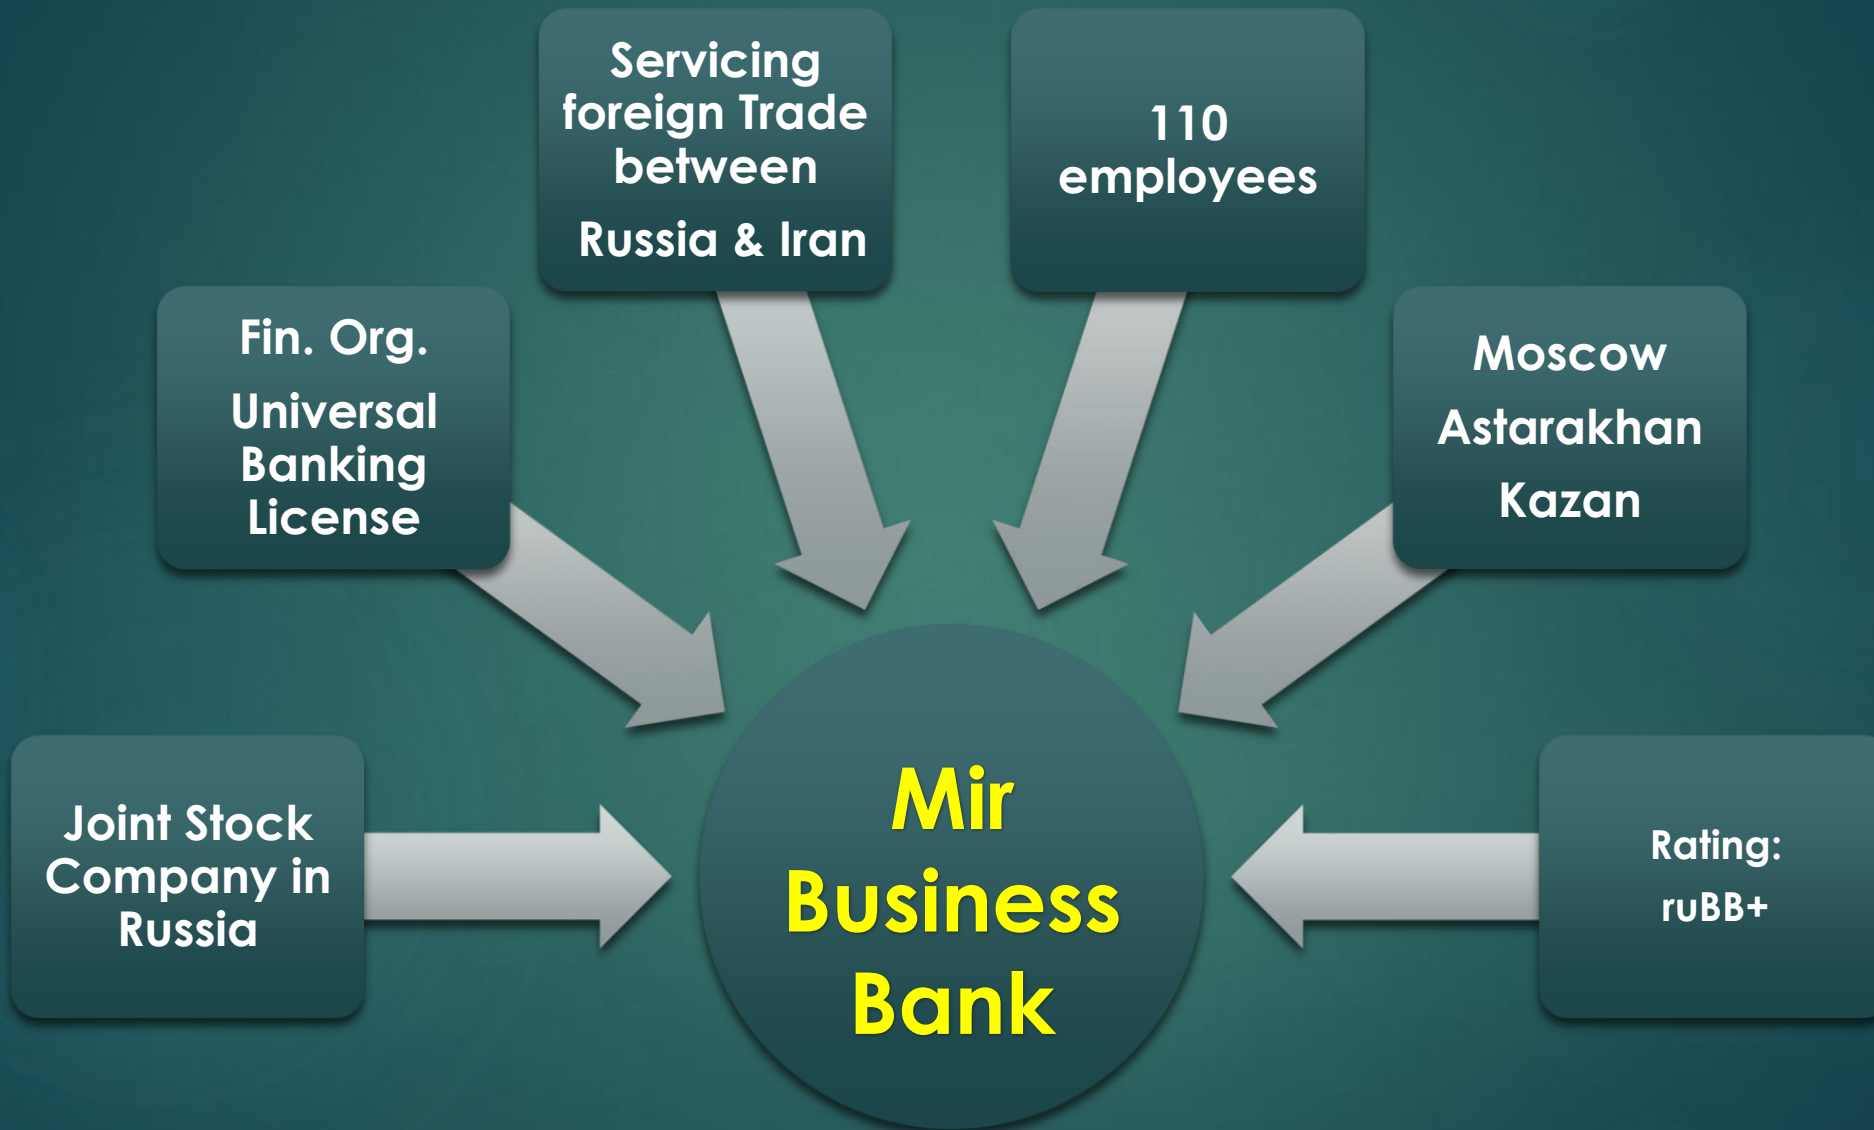 Servicing
foreign Trade
between
Russia & Iran
110
employees
Fin. Org.
Universal
Banking
License
Moscow
Astarakhan
Kazan
Joint Stock
Company in
Russia
Mir
Business
Bank
Rating:
ruBB+